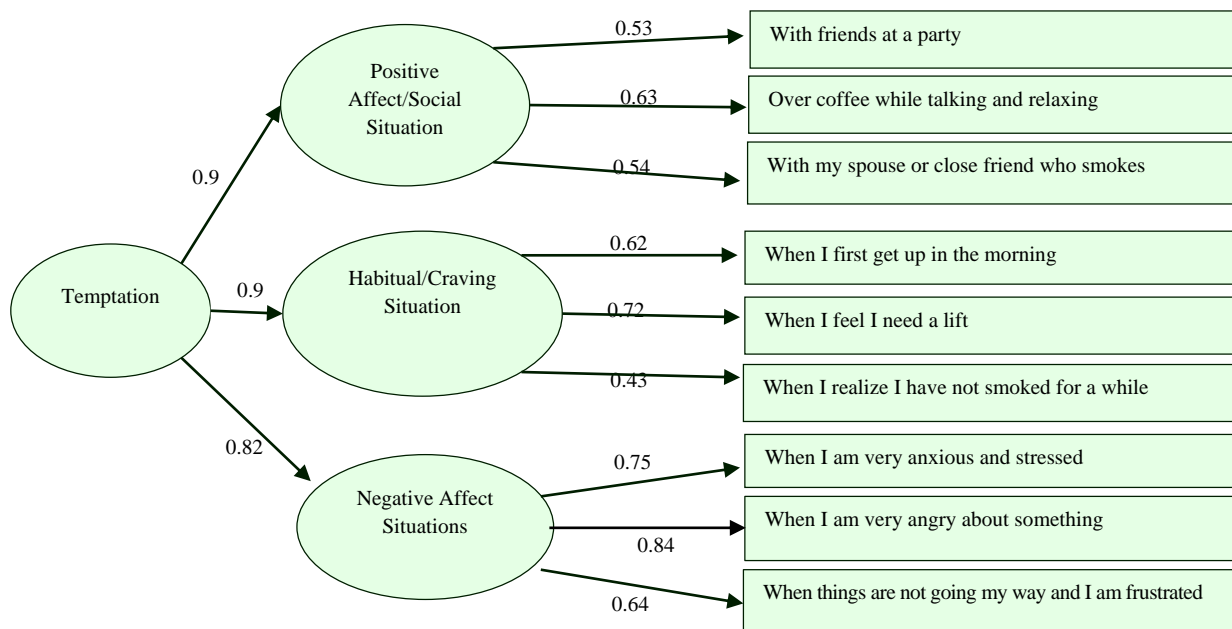 0.53
With friends at a party
Positive
Affect/Social
Situation
0.63
Over coffee while talking and relaxing
0.54
With my spouse or close friend who smokes
0.9
Temptation
0.9
Habitual/Craving
Situation
0.62
When I first get up in the morning
0.72
When I feel I need a lift
0.43
When I realize I have not smoked for a while
0.82
Negative Affect
Situations
0.75
When I am very anxious and stressed
0.84
When I am very angry about something
0.64
When things are not going my way and I am frustrated